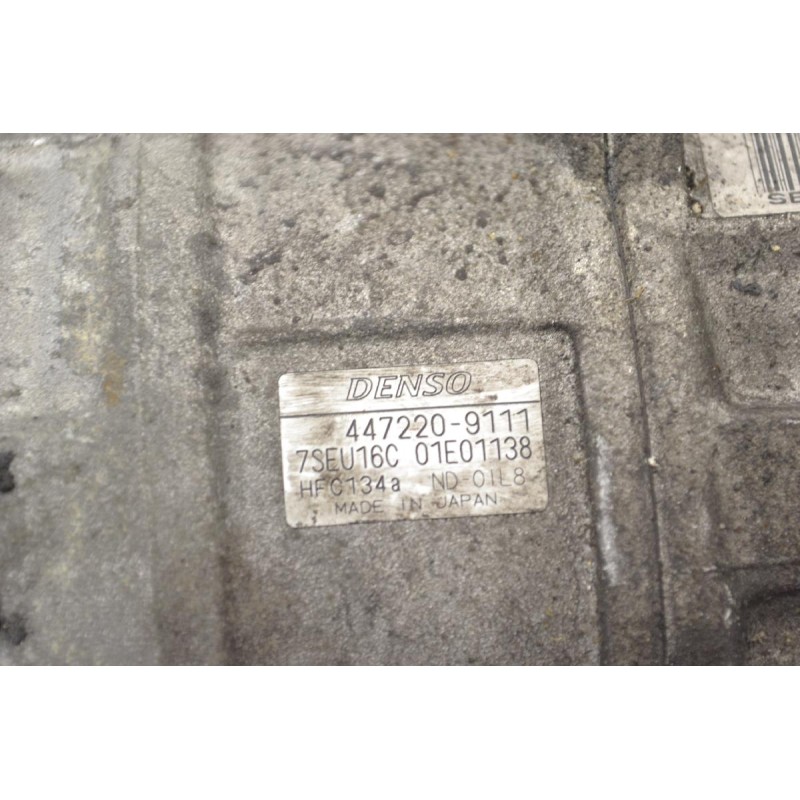 DENSO
447220-9111
7SEU16C 01E01138
HFC134a ND-OIL8
MADE IN JAPAN